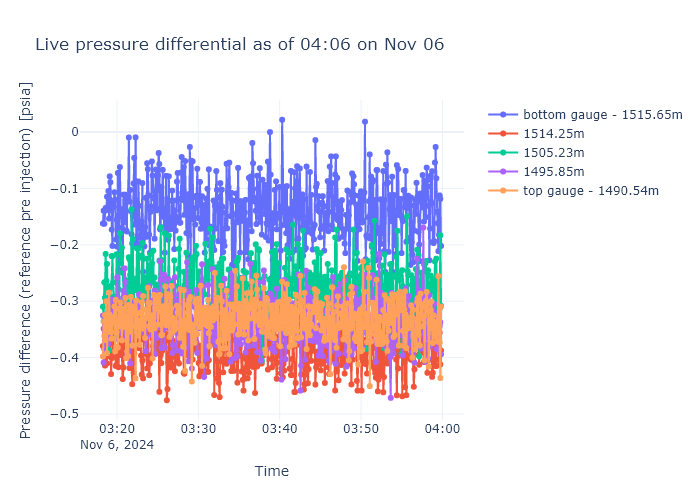 Live pressure differential as of 04:06 on Nov 06
Pressure difference (reference pre injection) [psia]
0
−0.1
−0.2
−0.3
−0.4
−0.5
03:20
03:30
03:40
03:50
04:00
Nov 6, 2024
Time
bottom gauge - 1515.65m
1514.25m
1505.23m
1495.85m
top gauge - 1490.54m